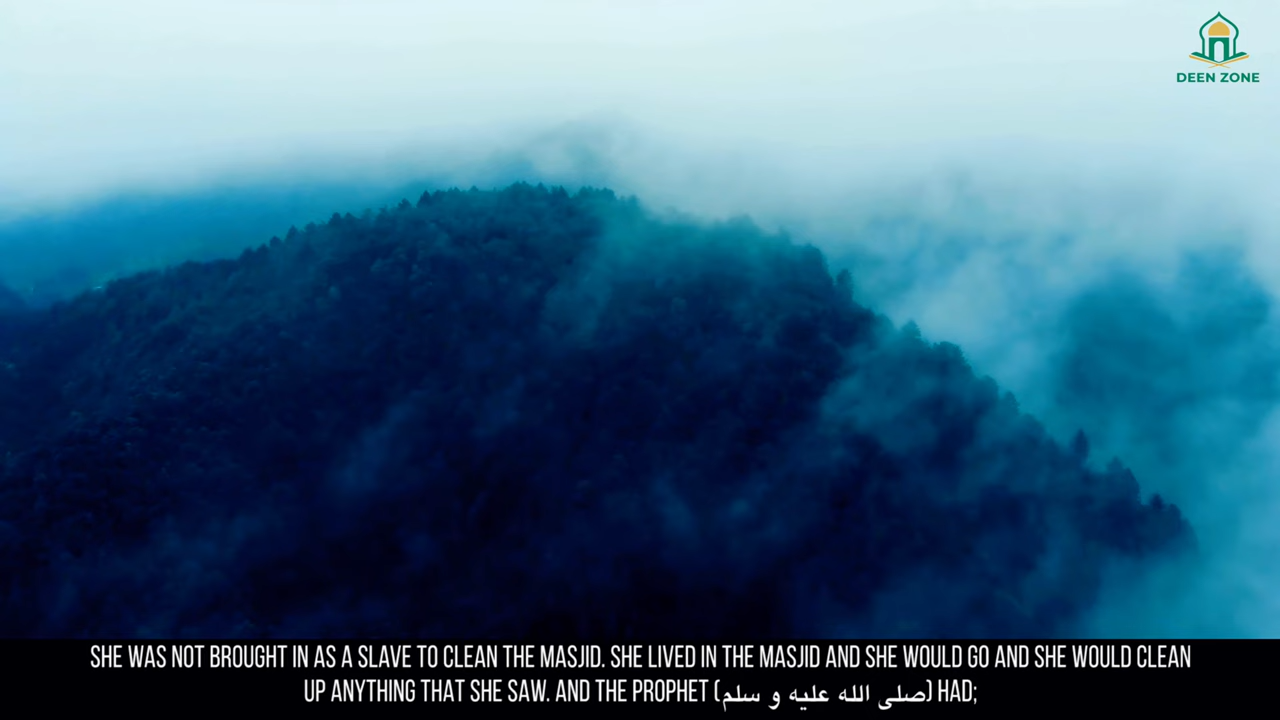 DEEN ZONE
SHE WAS NOT BROUGHT IN AS A SLAVE TO CLEAN THE MASJID. SHE LIVED IN THE MASJID AND SHE WOULD GO AND SHE WOULD CLEAN
UP ANYTHING THAT SHE SAW. AND THE PROPHET (صلى الله عليه و سلم) HAD;